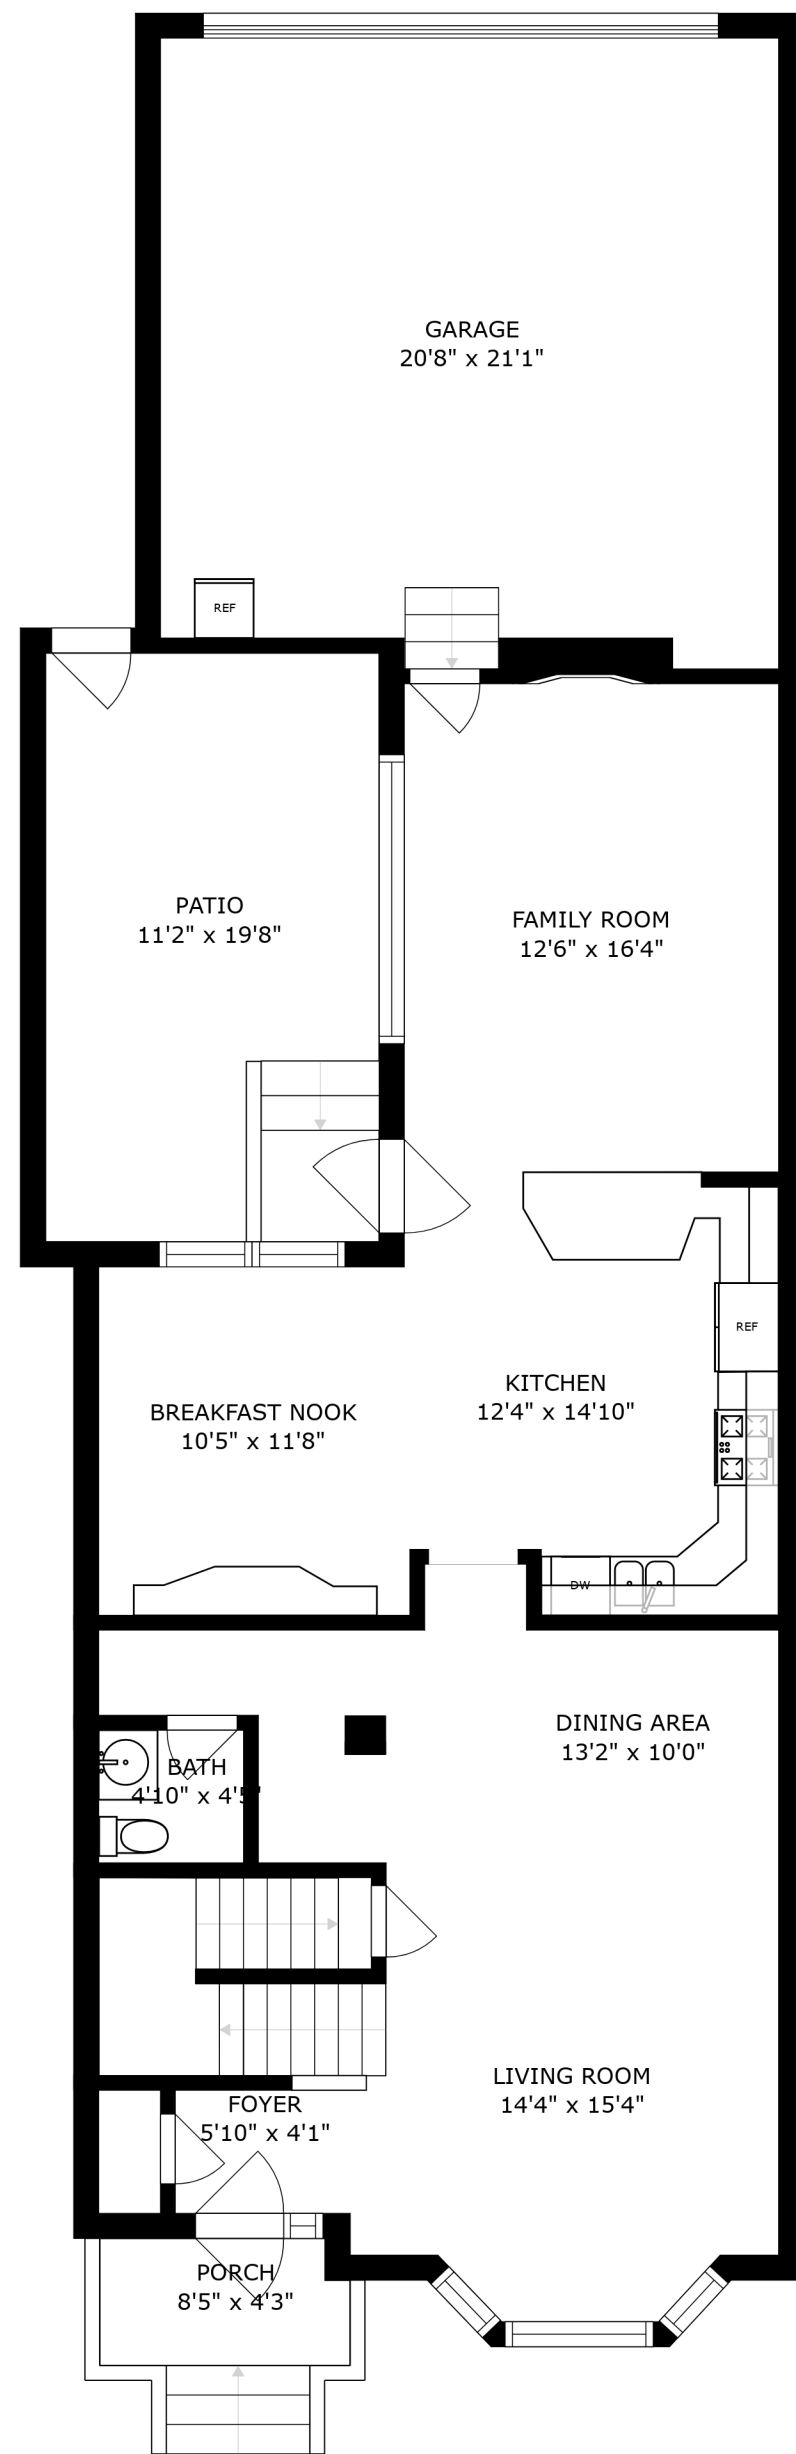 GARAGE
20'8" x 21'1"
REF
PATIO
11'2" x 19'8"
FAMILY ROOM
12'6" x 16'4"
REF
KITCHEN
12'4" x 14'10"
BREAKFAST NOOK
10'5" x 11'8"
DW
DINING AREA
13'2" x 10'0"
BATH
4'10" x 4'5"
LIVING ROOM
14'4" x 15'4"
FOYER
5'10" x 4'1"
PORCH
8'5" x 4'3"